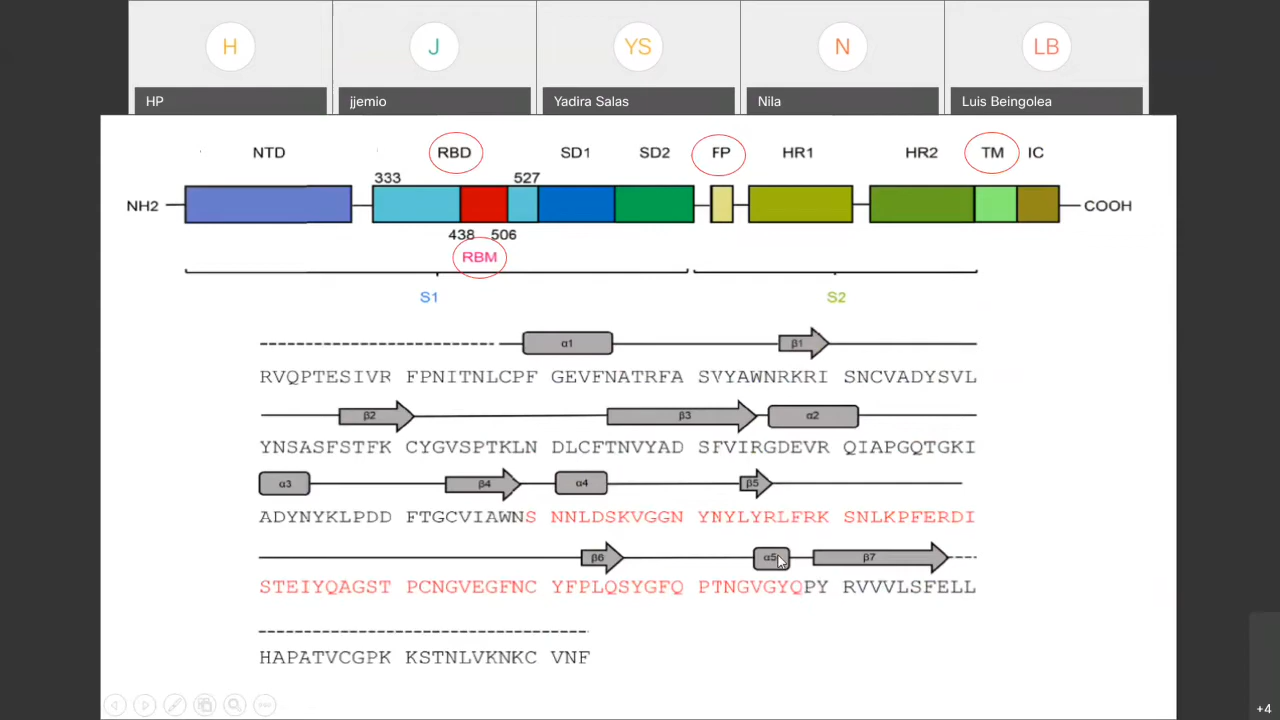 H J YS N LB
HP jjemio Yadira Salas Nila Luis Beingolea
NTD RBD SD1 SD2 FP HR1 HR2 TM IC
333 527
NH2 COOH
438 506
RBM
S1 S2
α1 β1
RVQPTESIVR FPNITNLCPF GEVFNATRFA SVYAWNRKRI SNCVADYSVL
β2 β3 α2
YNSASFSTFK CYGVSPTKLN DLCFTNVYAD SFVIRGDEVR QIAPGQTGKI
α3 β4 α4 β5
ADYNYKLPDD FTGCVIAWNS NNLDSKVGGN YNYLYRLFRK SNLKPFERDI
β6 α5 β7
STEIYQAGST PCNGVEGFNC YFPLQSYGFQ PTNGVGYQPY RVVVLSFELL
HAPATVCGPK KSTNLVKNKC VNF
+4